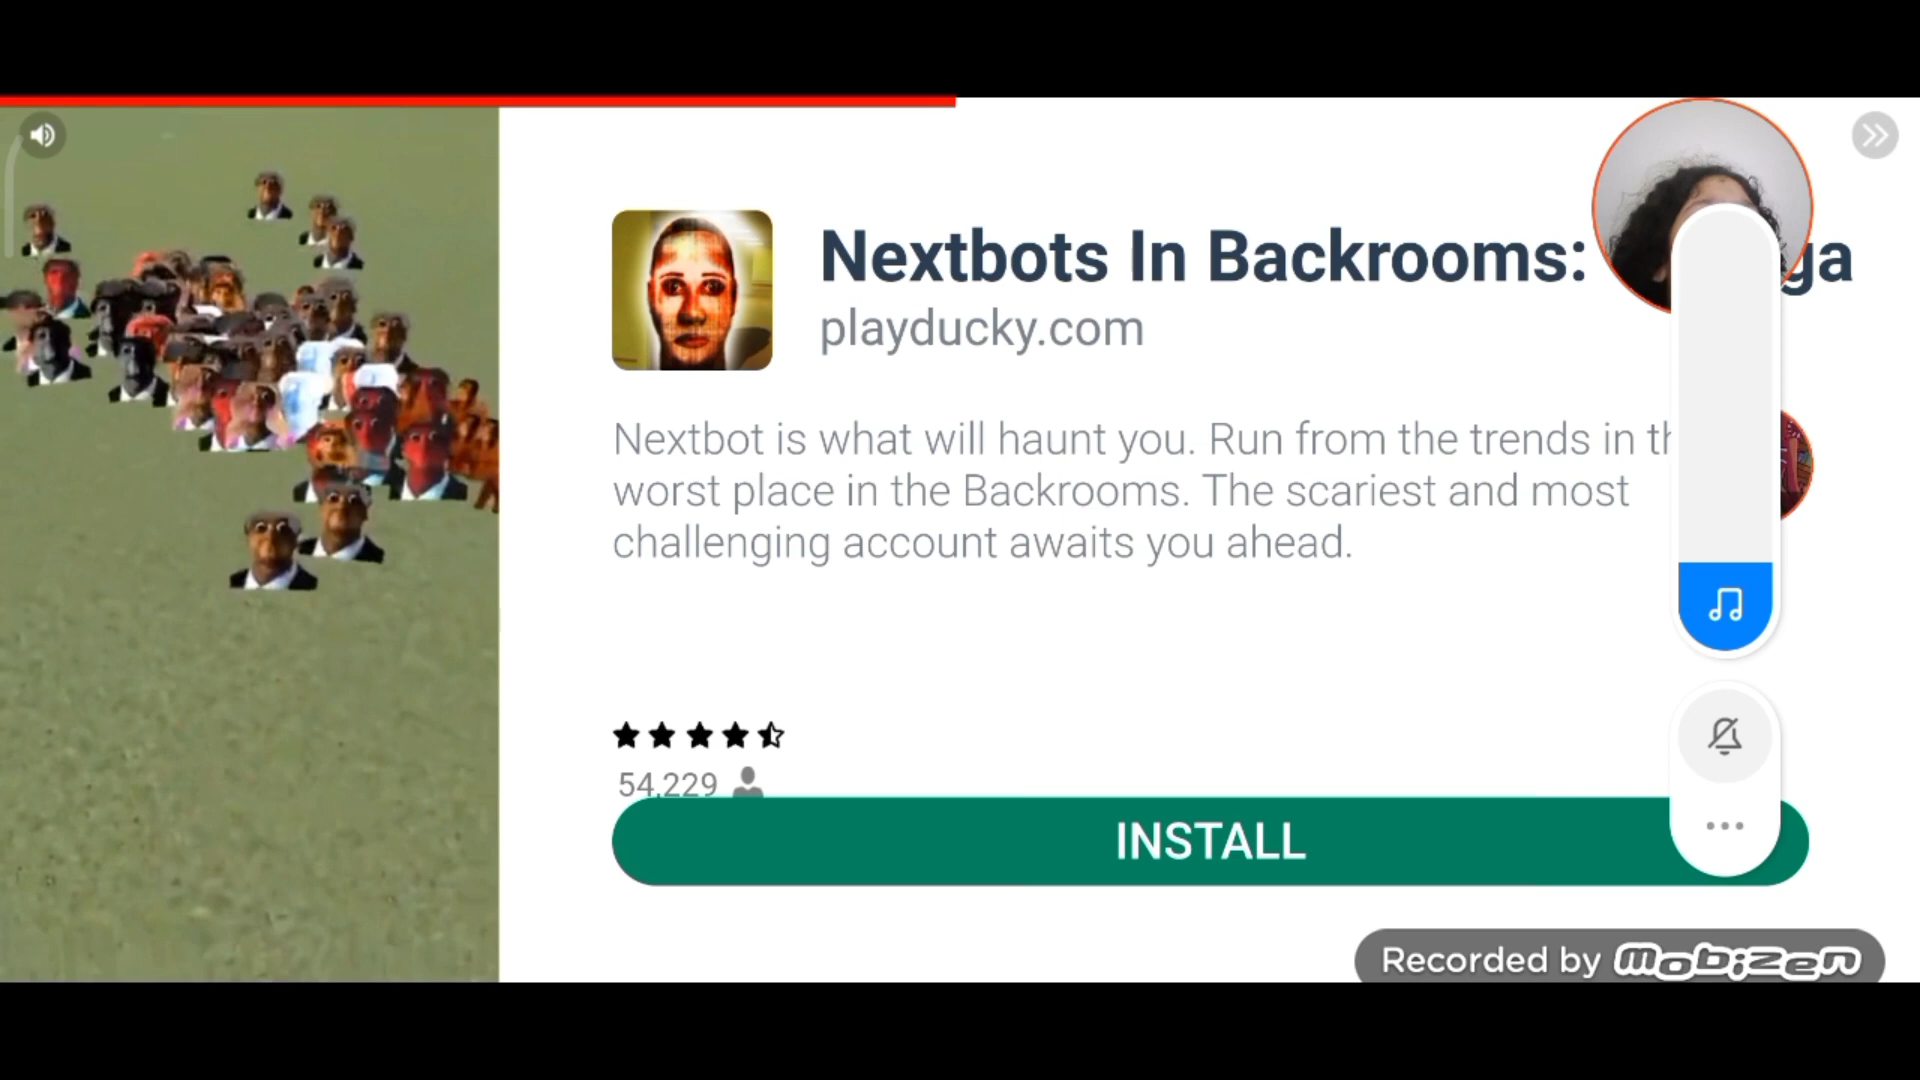 Nextbots In Backrooms:
playducky.com
Nextbot is what will haunt you. Run from the trends in
worst place in the Backrooms. The scariest and most
challenging account awaits you ahead.
54,229
INSTALL
Recorded by mobizen